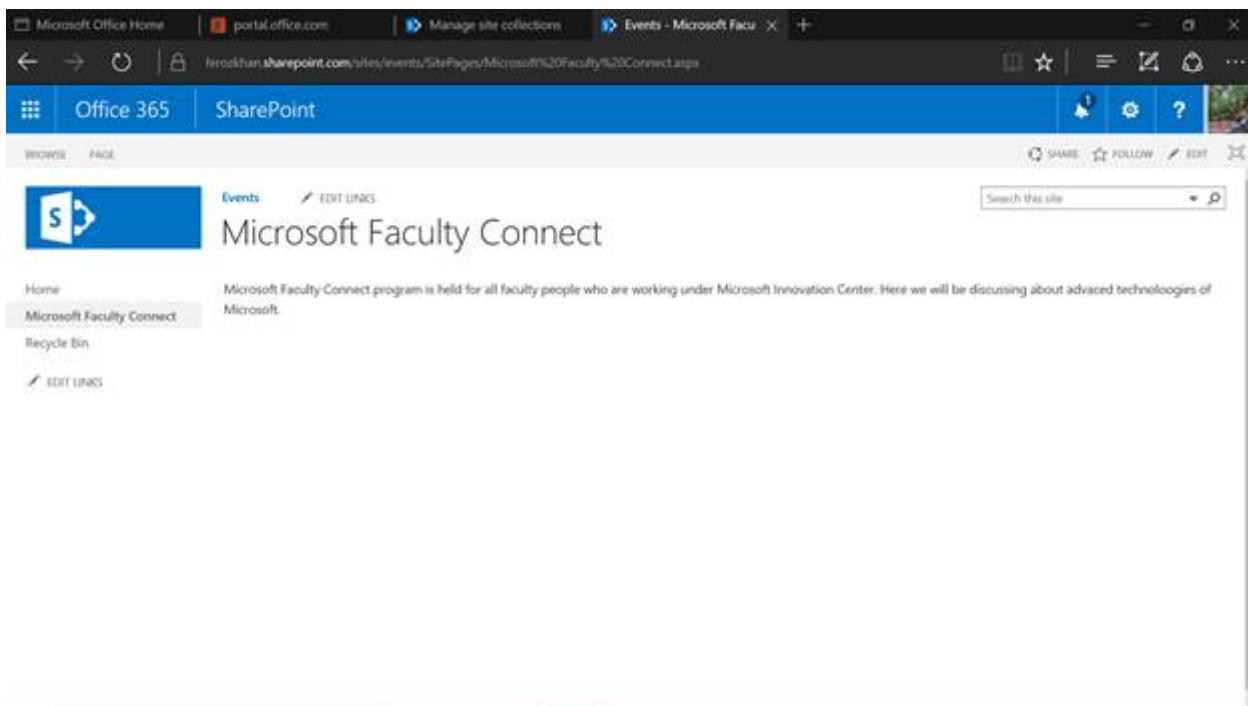 Microsoft Office Home
portal.office.com
Manage site collections
Events - Microsoft Facu
ferozkhan.sharepoint.com/sites/events/SitePages/Microsoft%20Faculty%20Connect.aspx
Office 365
SharePoint
1
?
BROWSE
PAGE
SHARE
FOLLOW
EDIT
S
Events
EDIT LINKS
Search this site
Microsoft Faculty Connect
Home
Microsoft Faculty Connect
Recycle Bin
EDIT LINKS
Microsoft Faculty Connect program is held for all faculty people who are working under Microsoft Innovation Center. Here we will be discussing about advaced technoloogies of
Microsoft.